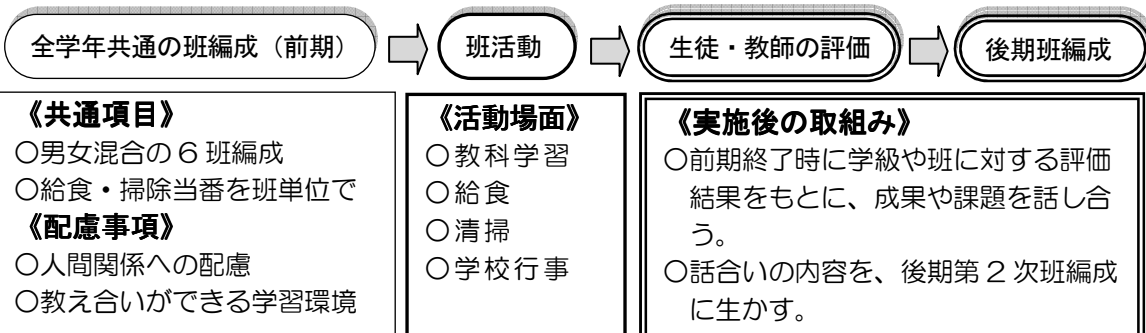 全学年共通の班編成(前期)
班活動
生徒・教師の評価
後期班編成
《共通項目》
○男女混合の6班編成
○給食・掃除当番を班単位で
《配慮事項》
○人間関係への配慮
○教え合いができる学習環境
《活動場面》
○教科学習
○給食
○清掃
○学校行事
《実施後の取組み》
○前期終了時に学級や班に対する評価
結果をもとに、成果や課題を話し合
う。
○話合いの内容を、後期第2次班編成
に生かす。